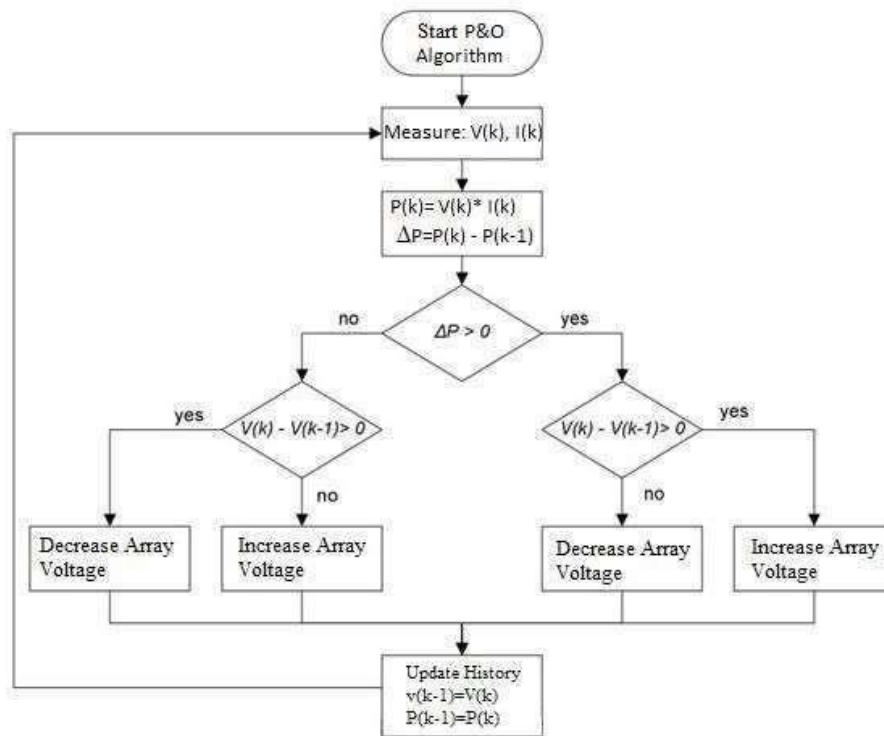 Start P&O
Algorithm
Measure: V(k), I(k)
P(k)= V(k)* I(k)
ΔP=P(k) - P(k-1)
no
ΔP > 0
yes
yes
V(k) - V(k-1)> 0
V(k) - V(k-1)> 0
yes
no
no
Decrease Array
Voltage
Increase Array
Voltage
Decrease Array
Voltage
Increase Array
Voltage
Update History
v(k-1)=V(k)
P(k-1)=P(k)